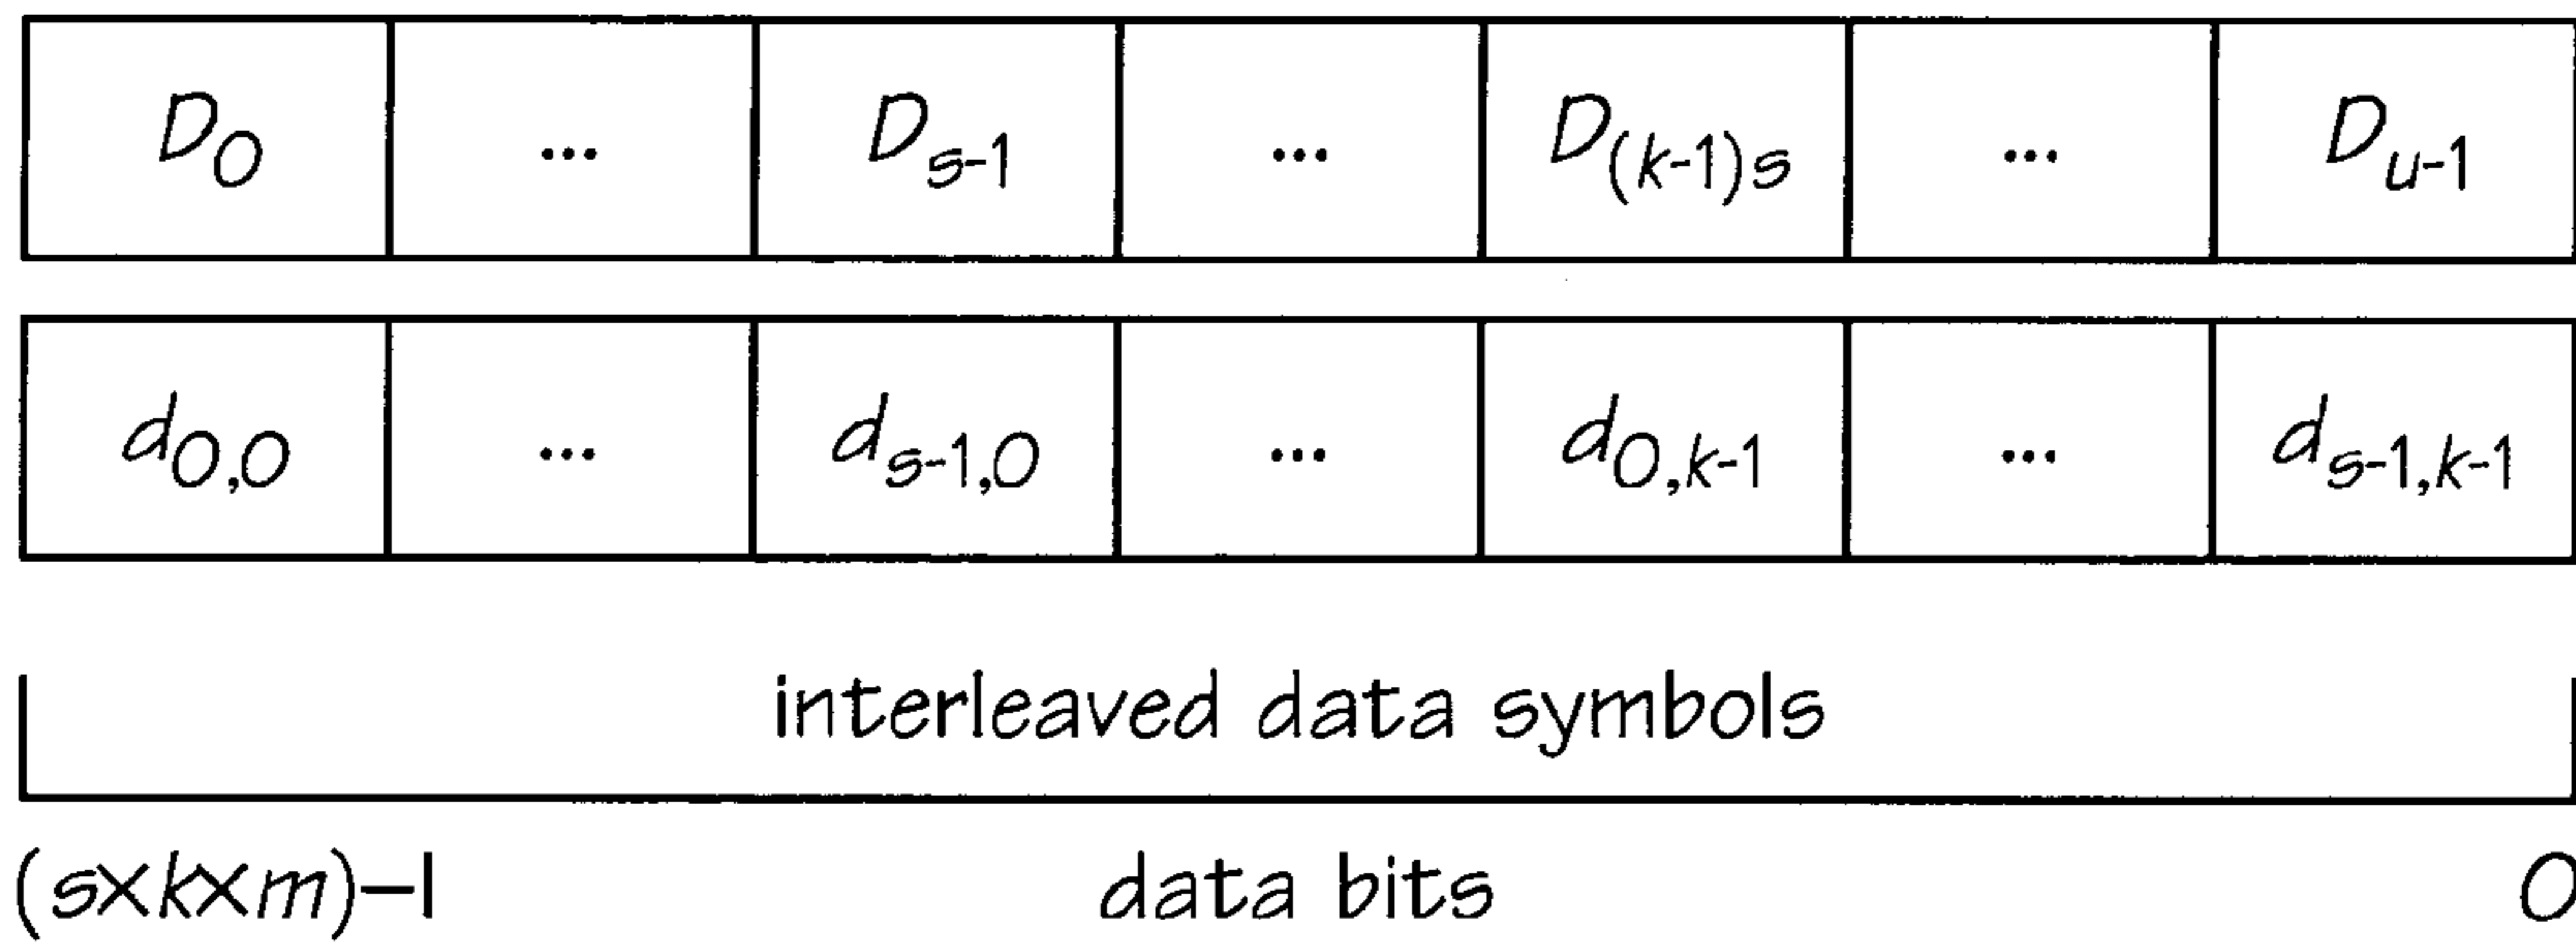 D0 ... Ds-1 ... D(k-1)s ... Du-1
d0,0 ... ds-1,0 ... d0,k-1 ... ds-1,k-1
interleaved data symbols
(s×k×m)–1 data bits 0